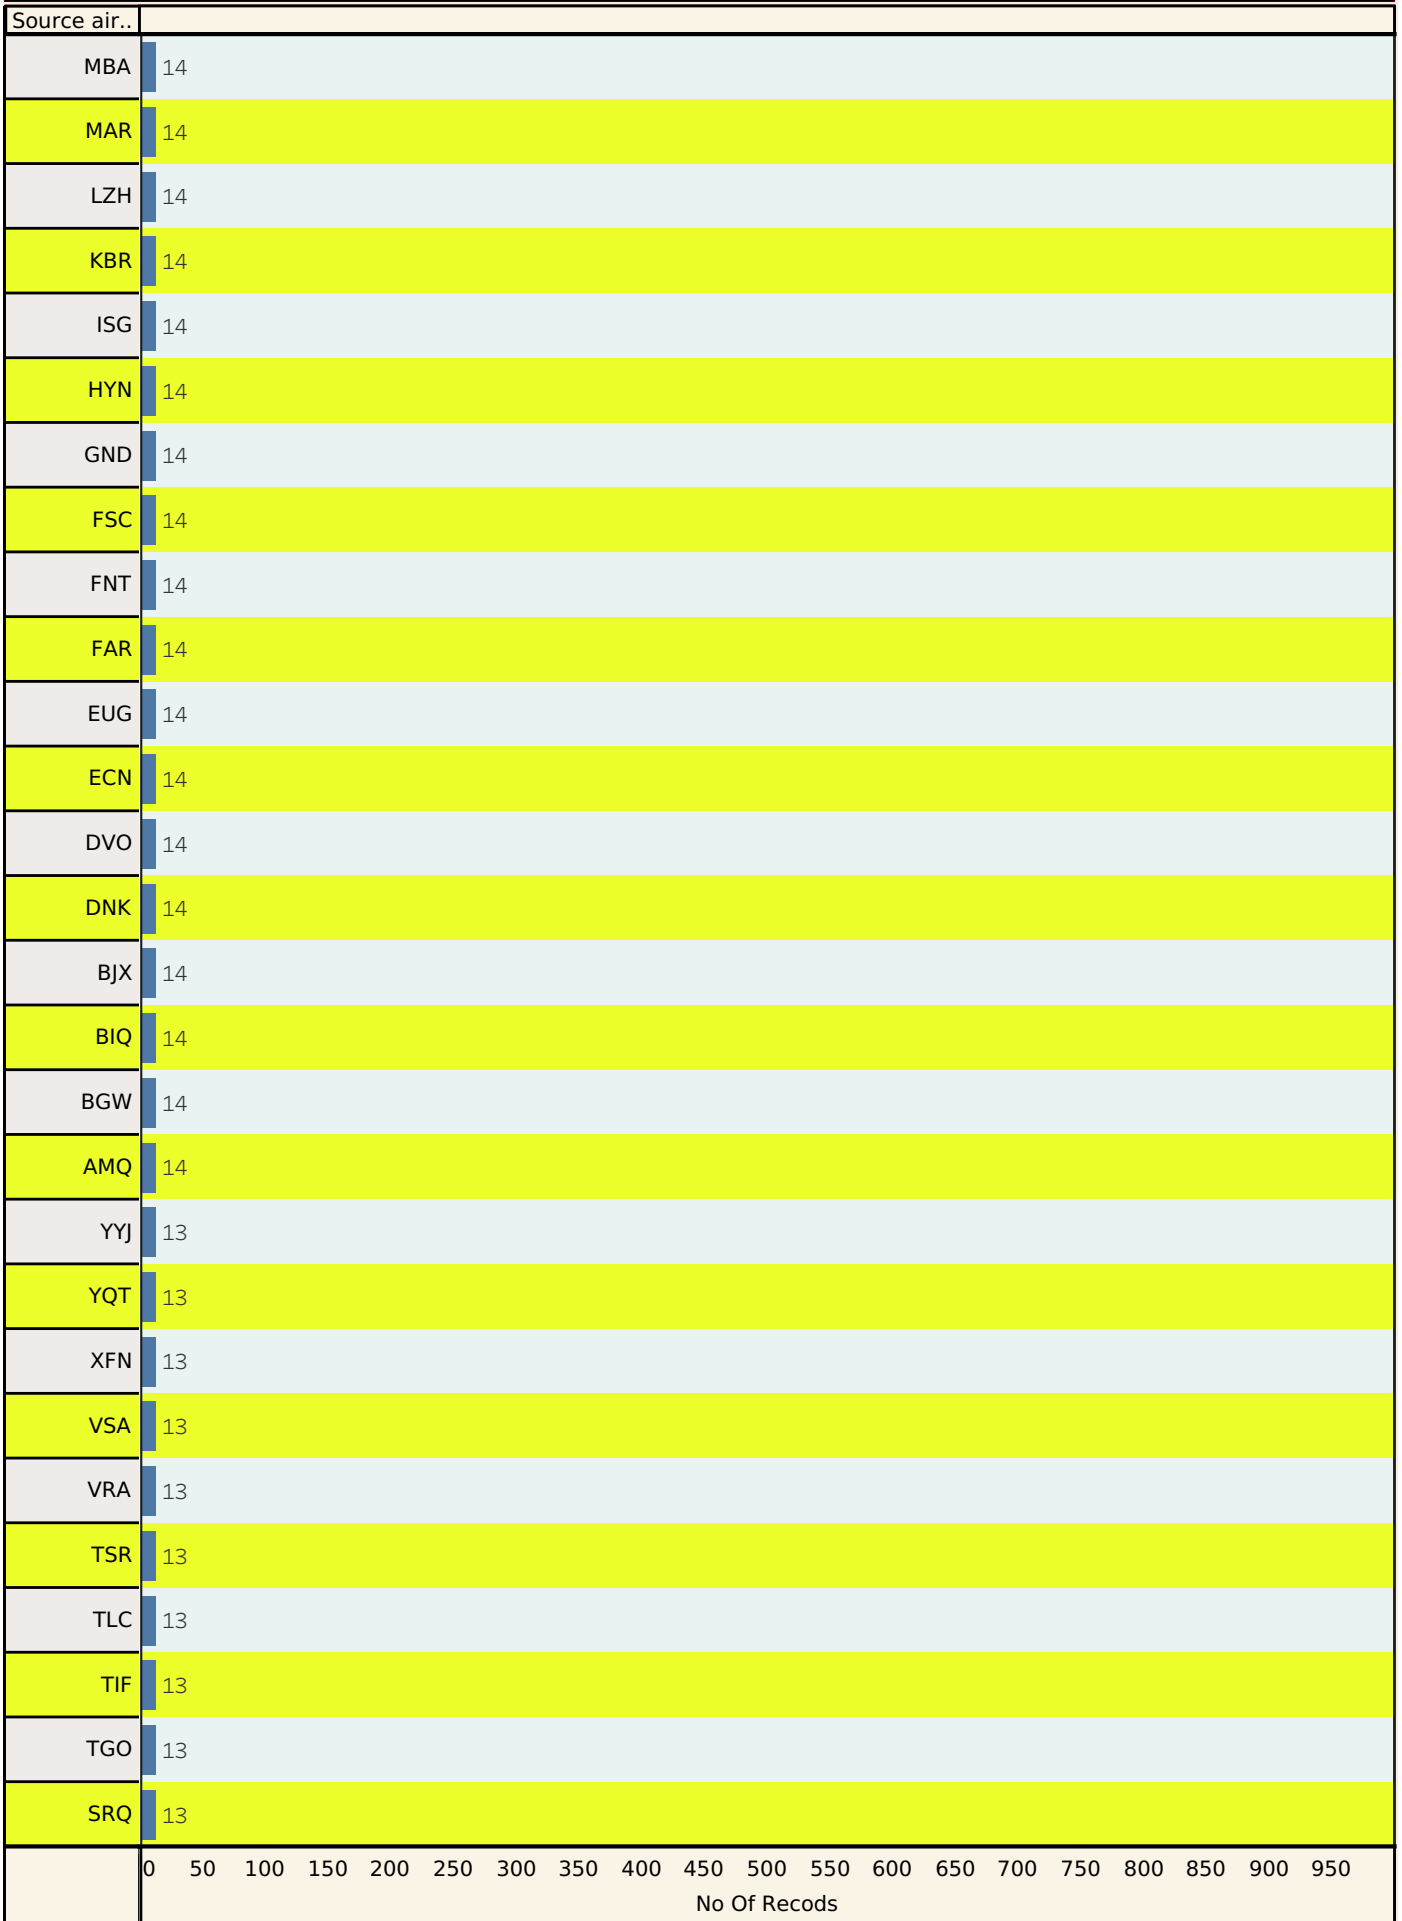 Source air..
MBA 14
MAR 14
LZH 14
KBR 14
ISG 14
HYN 14
GND 14
FSC 14
FNT 14
FAR 14
EUG 14
ECN 14
DVO 14
DNK 14
BJX 14
BIQ 14
BGW 14
AMQ 14
YYJ 13
YQT 13
XFN 13
VSA 13
VRA 13
TSR 13
TLC 13
TIF 13
TGO 13
SRQ 13
0 50 100 150 200 250 300 350 400 450 500 550 600 650 700 750 800 850 900 950
No Of Recods